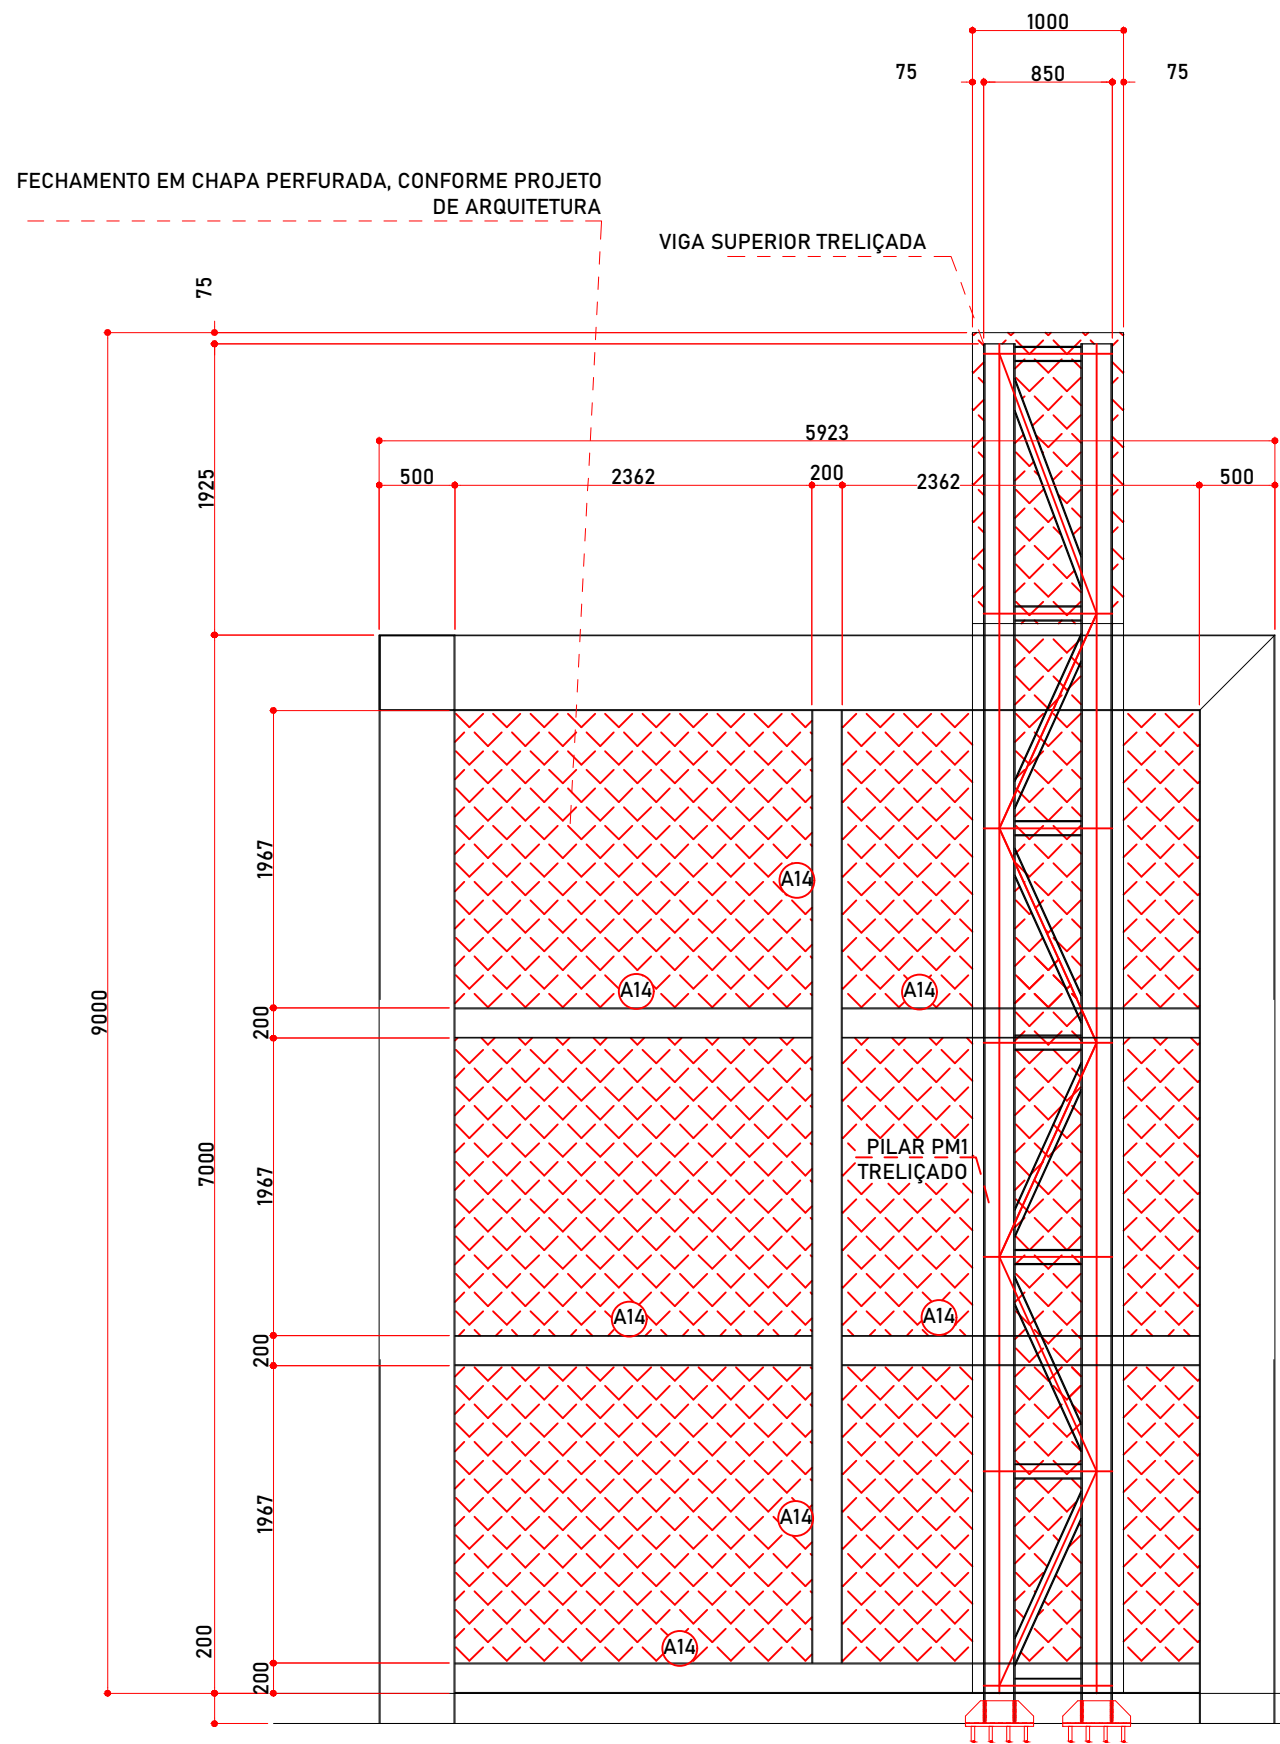 1000
75
850
75
FECHAMENTO EM CHAPA PERFURADA, CONFORME PROJETO
DE ARQUITETURA
VIGA SUPERIOR TRELIÇADA
75
5923
1925
500
2362
200
2362
500
1967
A14
A14
A14
9000
200
7000
1967
PILAR PM1
TRELIÇADO
A14
A14
200
1967
A14
200
A14
200